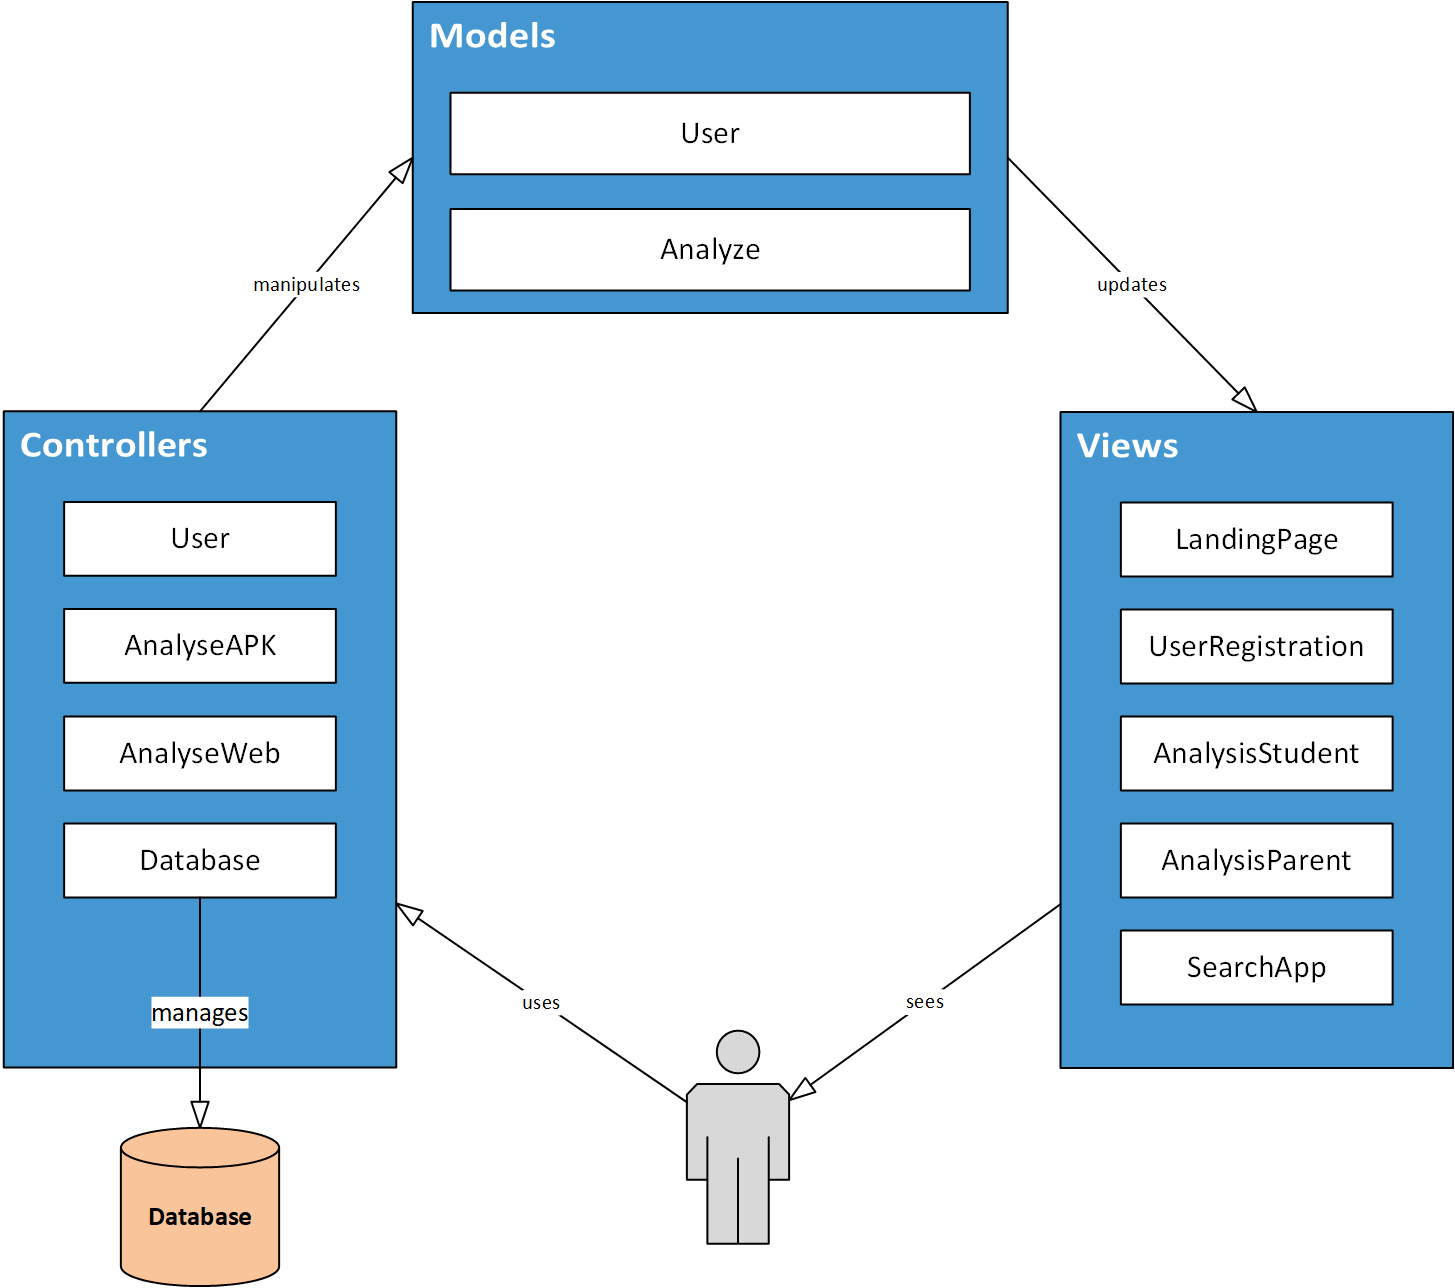 Models
User
Analyze
manipulates
updates
Controllers
User
AnalyseAPK
AnalyseWeb
Database
manages
Database
Views
LandingPage
UserRegistration
AnalysisStudent
AnalysisParent
SearchApp
uses
sees